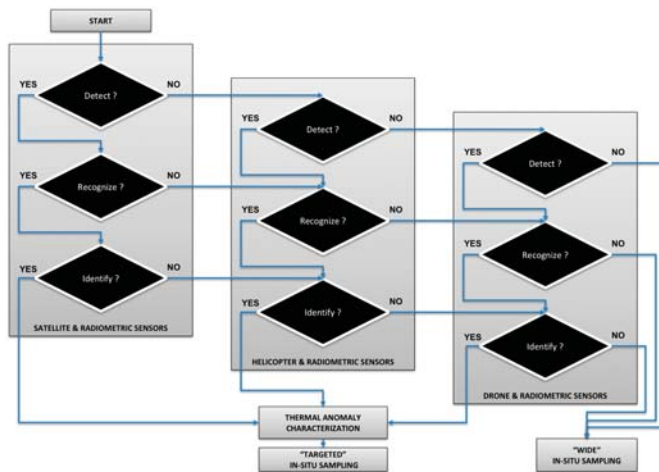 START
YES
NO
Detect ?
YES
NO
Recognize ?
YES
NO
Identify ?
SATELLITE & RADIOMETRIC SENSORS
YES
NO
Detect ?
YES
NO
Recognize ?
YES
NO
Identify ?
HELICOPTER & RADIOMETRIC SENSORS
YES
NO
Detect ?
YES
NO
Recognize ?
YES
NO
Identify ?
DRONE & RADIOMETRIC SENSORS
THERMAL ANOMALY
CHARACTERIZATION
"TARGETED"
IN-SITU SAMPLING
"WIDE"
IN-SITU SAMPLING